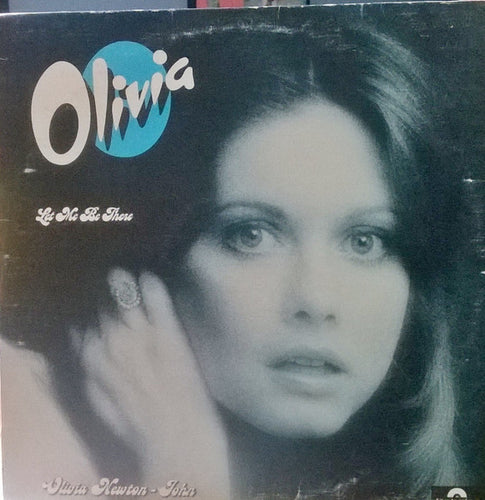 Olivia
Let Me Be There
Olivia Newton-John